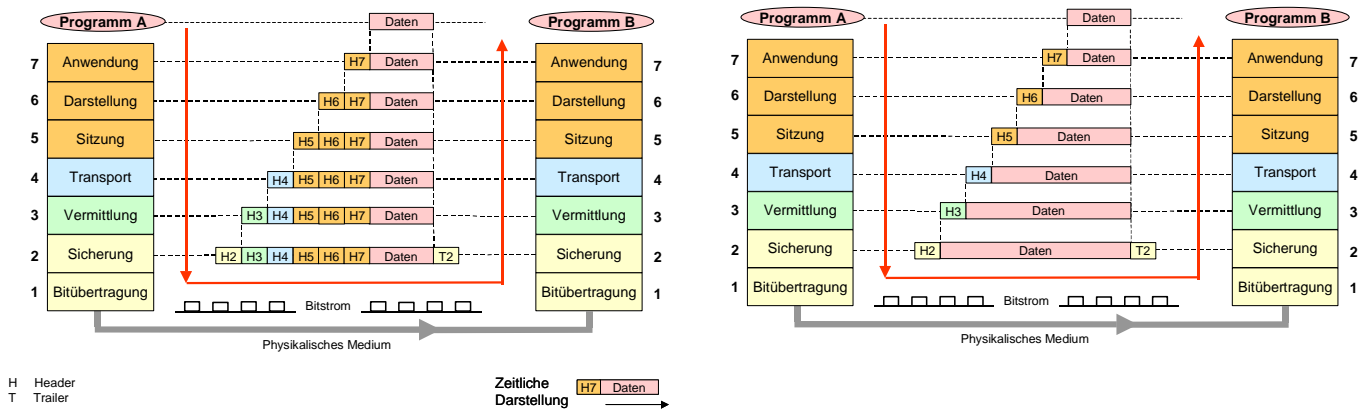 Programm A Daten Programm B
7 Anwendung H7 Daten Anwendung 7
6 Darstellung H6 H7 Daten Darstellung 6
5 Sitzung H5 H6 H7 Daten Sitzung 5
4 Transport H4 H5 H6 H7 Daten Transport 4
3 Vermittlung H3 H4 H5 H6 H7 Daten Vermittlung 3
2 Sicherung H2 H3 H4 H5 H6 H7 Daten T2 Sicherung 2
1 Bitübertragung Bitstrom Bitübertragung 1
Physikalisches Medium
H Header
T Trailer
Zeitliche
Darstellung
H7 Daten
Programm A Daten Programm B
7 Anwendung H7 Daten Anwendung 7
6 Darstellung H6 Daten Darstellung 6
5 Sitzung H5 Daten Sitzung 5
4 Transport H4 Daten Transport 4
3 Vermittlung H3 Daten Vermittlung 3
2 Sicherung H2 Daten T2 Sicherung 2
1 Bitübertragung Bitstrom Bitübertragung 1
Physikalisches Medium